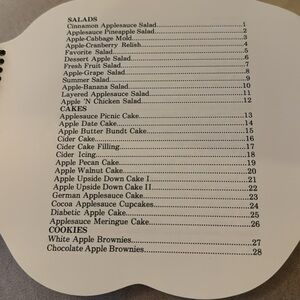 SALADS
Cinnamon Applesauce Salad 1
Applesauce Pineapple Salad 2
Apple-Cabbage Mold 3
Apple-Cranberry Relish 4
Favorite Salad 5
Dessert Apple Salad 6
Fresh Fruit Salad 7
Apple-Grape Salad 8
Summer Salad 9
Apple-Banana Salad 10
Layered Applesauce Salad 11
Apple 'N Chicken Salad 12
CAKES
Applesauce Picnic Cake 13
Apple Date Cake 14
Apple Butter Bundt Cake 15
Cider Cake 16
Cider Cake Filling 17
Cider Icing 18
Apple Pecan Cake 19
Apple Walnut Cake 20
Apple Upside Down Cake I 21
Apple Upside Down Cake II 22
German Applesauce Cake 23
Cocoa Applesauce Cupcakes 24
Diabetic Apple Cake 25
Applesauce Meringue Cake 26
COOKIES
White Apple Brownies 27
Chocolate Apple Brownies 28